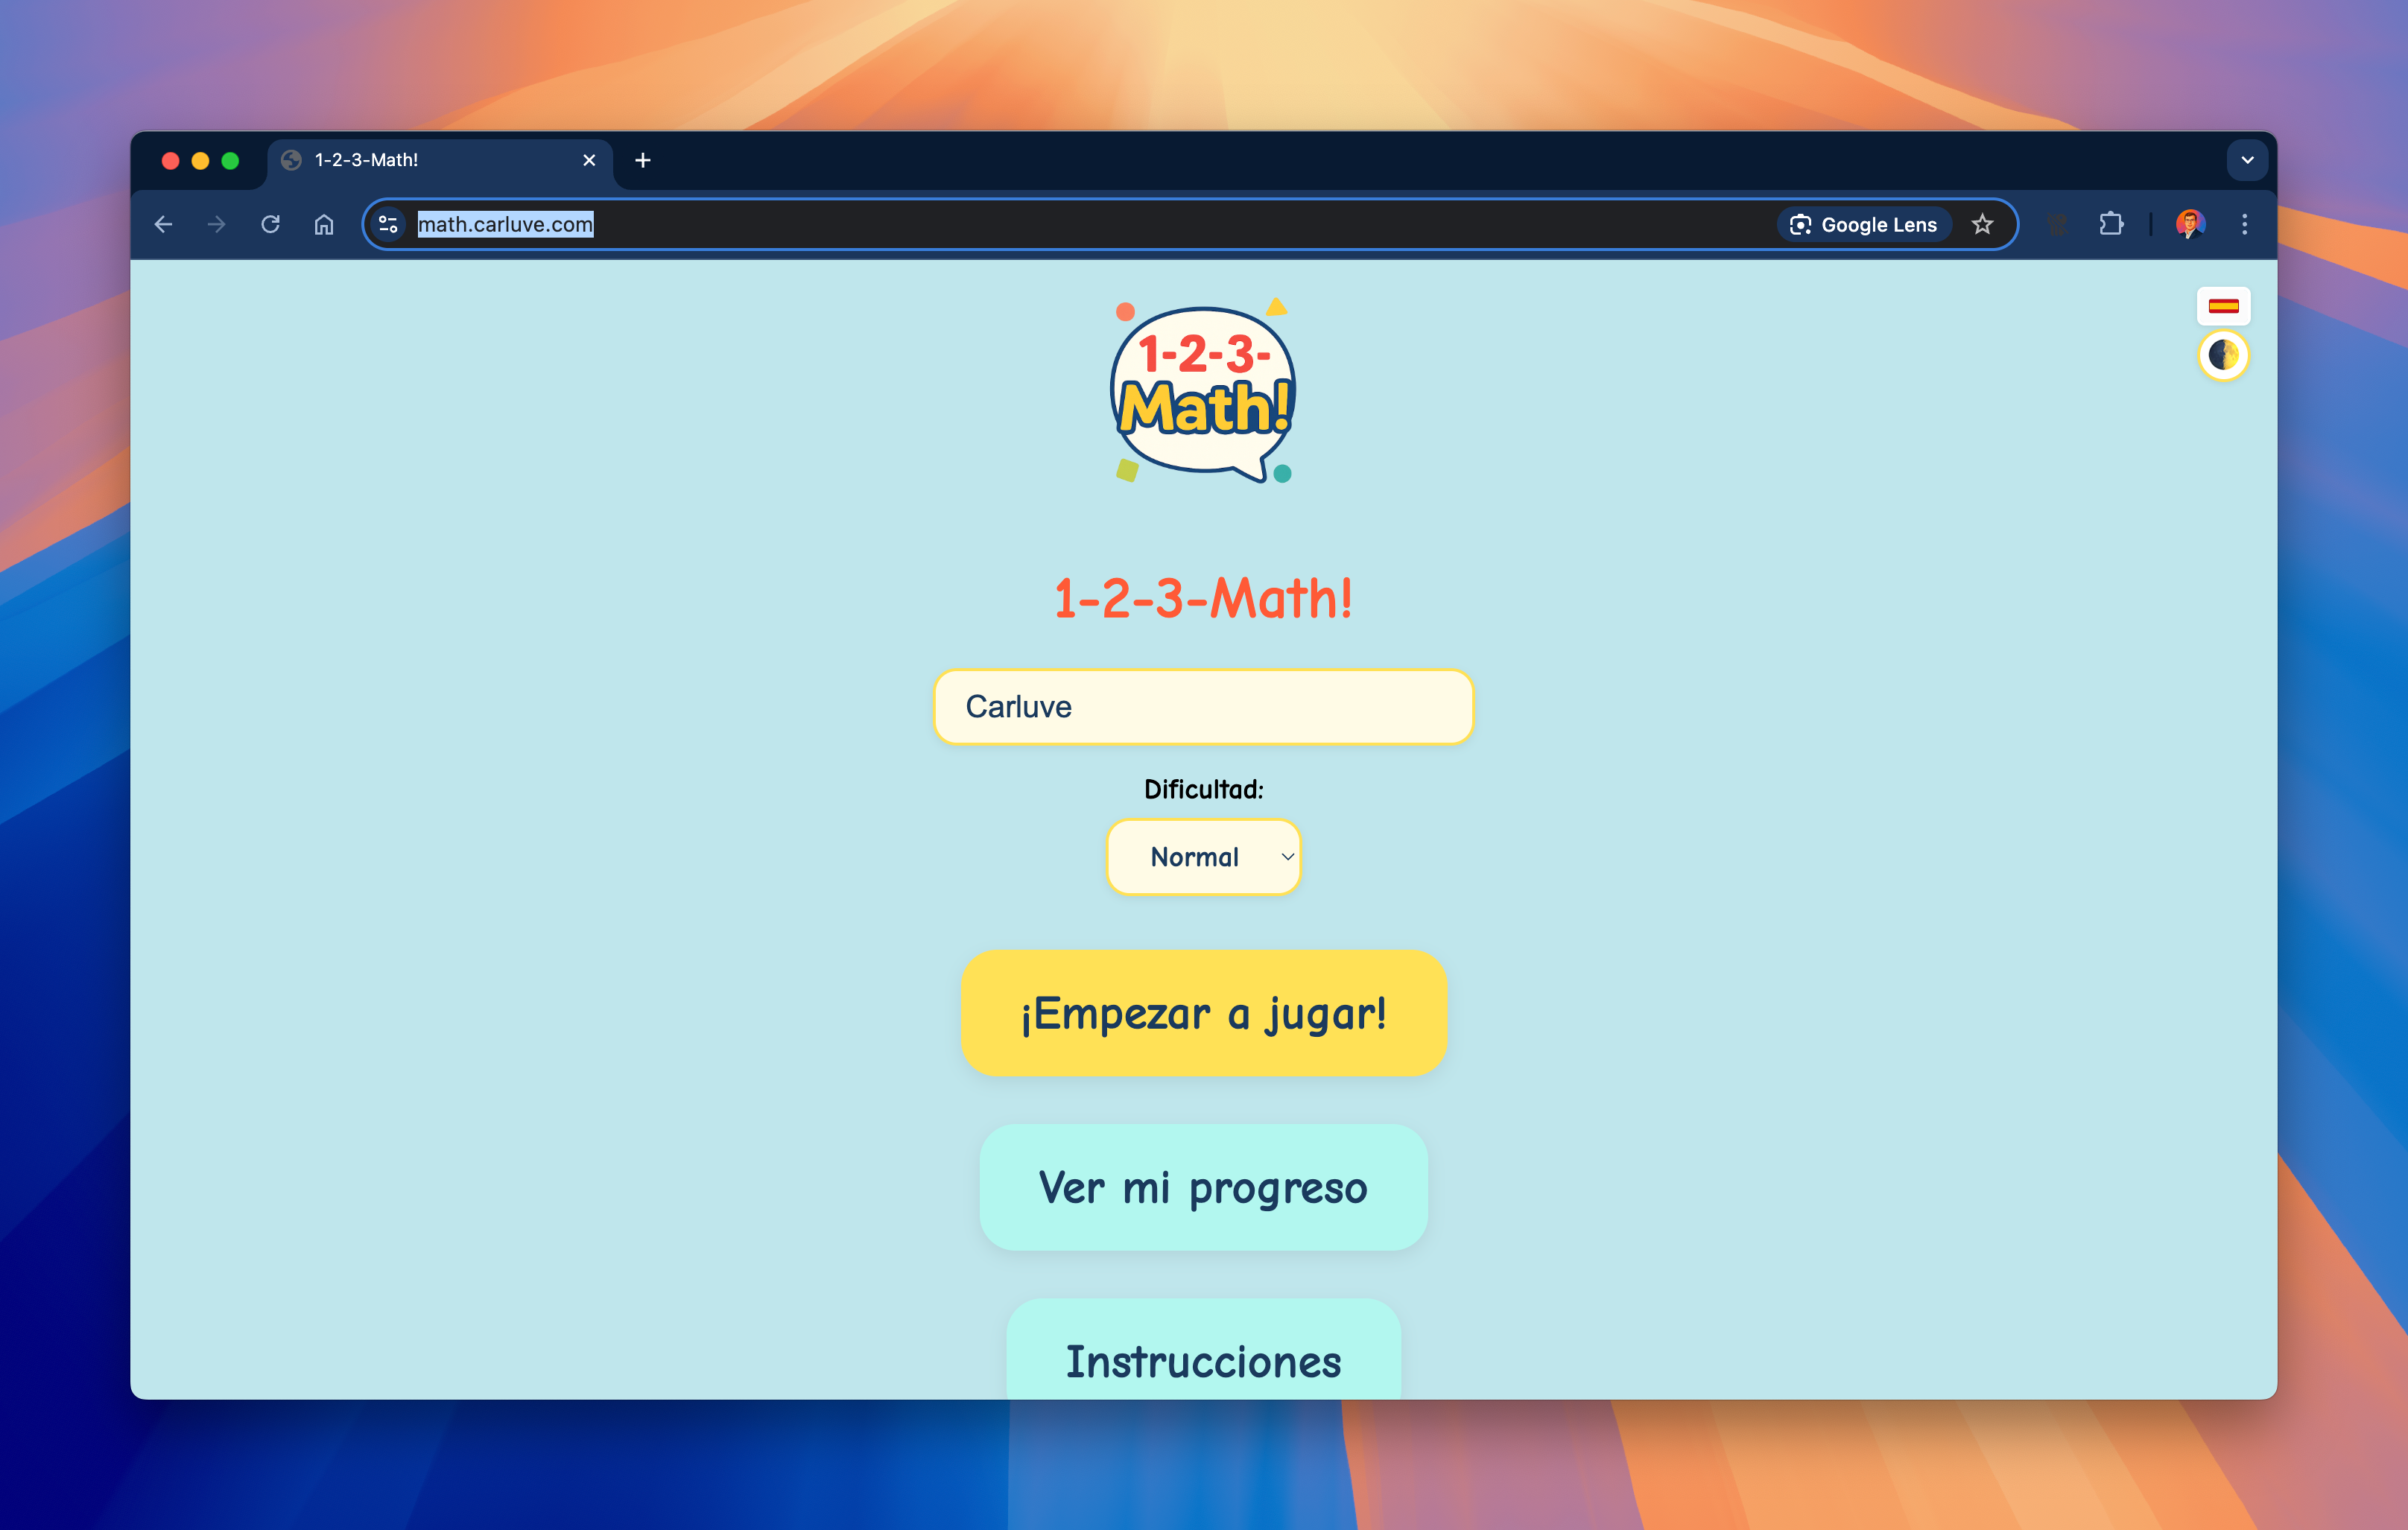 1-2-3-Math!
math.carluve.com
Google Lens
1-2-3-
Math!
1-2-3-Math!
Carluve
Dificultad:
Normal
¡Empezar a jugar!
Ver mi progreso
Instrucciones